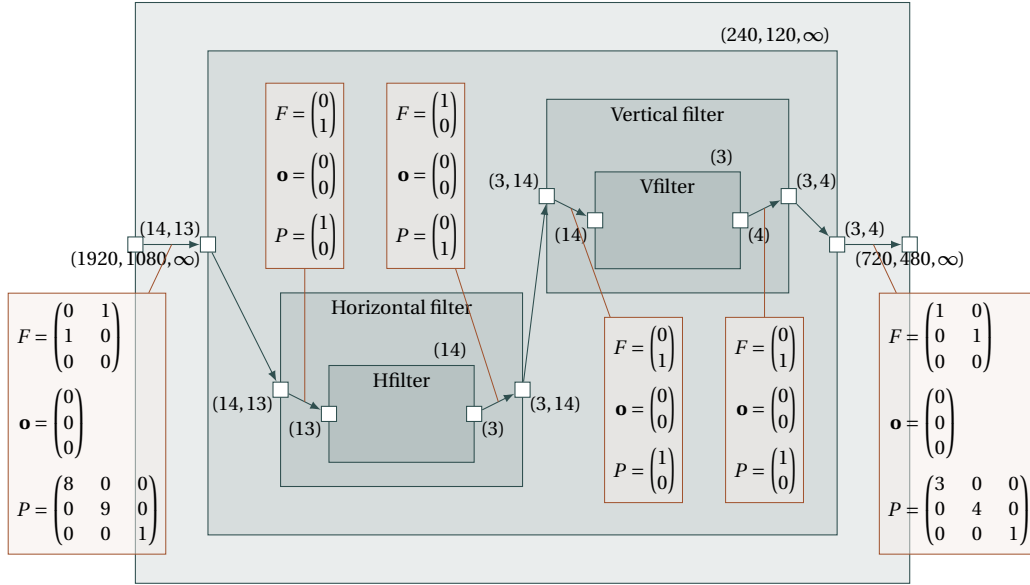 (240, 120, ∞)
F = (0 1)
o = (0 0)
P = (1 0)
F = (1 0)
o = (0 0)
P = (0 1)
Vertical filter
(3)
Vfilter
(3, 14)
(14)
(4)
(3, 4)
(14, 13)
(1920, 1080, ∞)
(3, 4)
(720, 480, ∞)
F = (0 1
1 0
0 0)
o = (0
0
0)
P = (8 0 0
0 9 0
0 0 1)
Horizontal filter
(14)
Hfilter
(14, 13)
(13)
(3)
(3, 14)
F = (0 1)
o = (0 0)
P = (1 0)
F = (0 1)
o = (0 0)
P = (1 0)
F = (1 0
0 1
0 0)
o = (0
0
0)
P = (3 0 0
0 4 0
0 0 1)